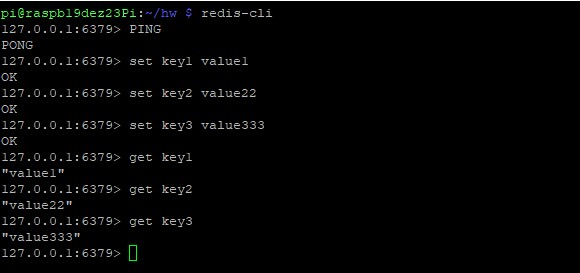 pi@raspb19dez23Pi:~/hw $ redis-cli
127.0.0.1:6379> PING
PONG
127.0.0.1:6379> set key1 value1
OK
127.0.0.1:6379> set key2 value22
OK
127.0.0.1:6379> set key3 value333
OK
127.0.0.1:6379> get key1
"value1"
127.0.0.1:6379> get key2
"value22"
127.0.0.1:6379> get key3
"value333"
127.0.0.1:6379>